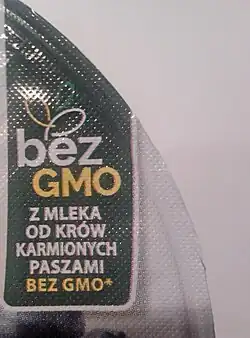 bez
GMO
Z MLEKA
OD KRÓW
KARMIONYCH
PASZAMI
BEZ GMO*